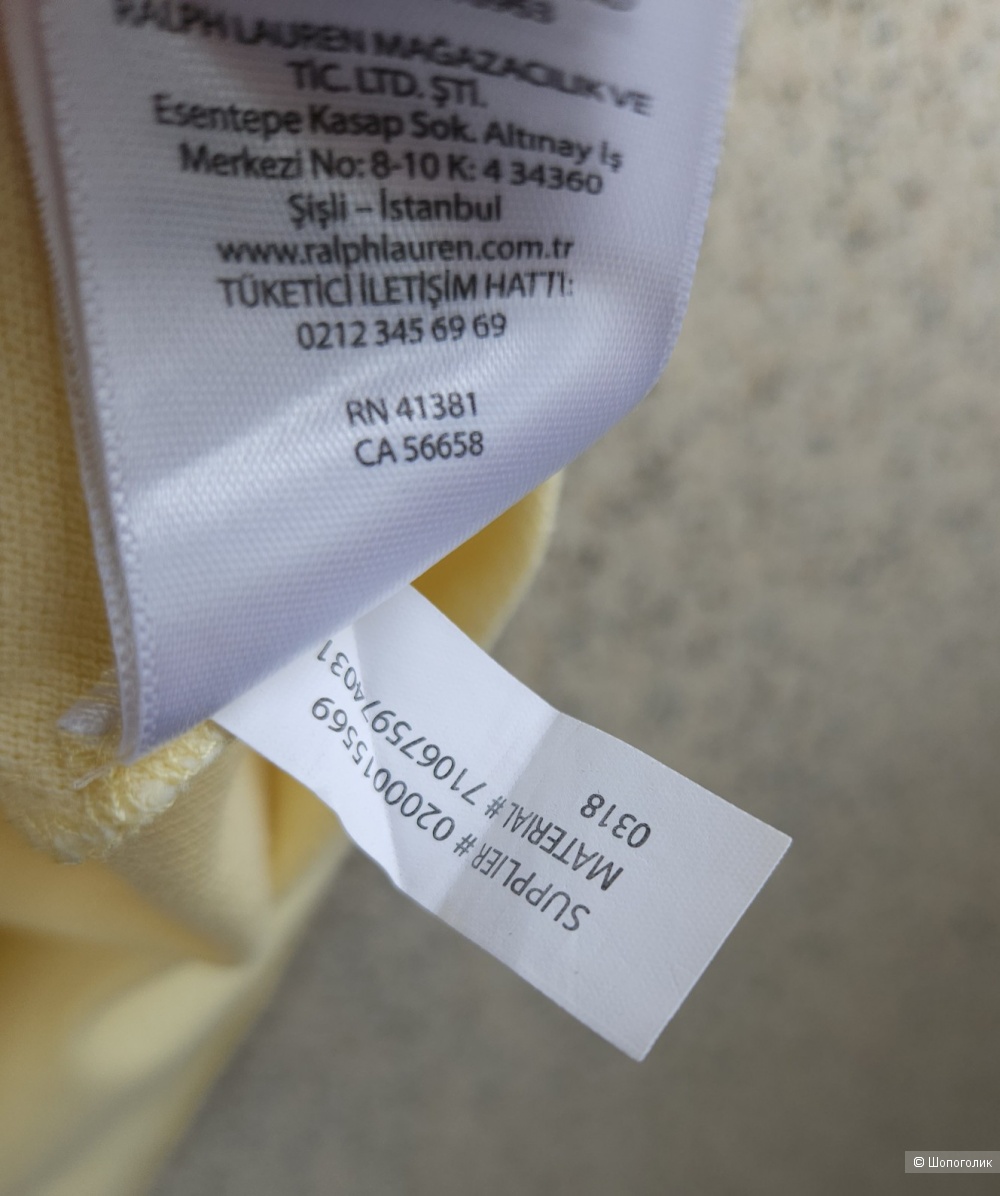 RALPH LAUREN MAĞAZACILIK VE
TİC. LTD. ŞTİ.
Esentepe Kasap Sok. Altınay İş
Merkezi No: 8-10 K: 4 34360
Şişli – İstanbul
www.ralphlauren.com.tr
TÜKETİCİ İLETİŞİM HATTI:
0212 345 69 69
RN 41381
CA 56658
SUPPLIER# 0200015569
MATERIAL# 710675974031
0318
© Шопоголик